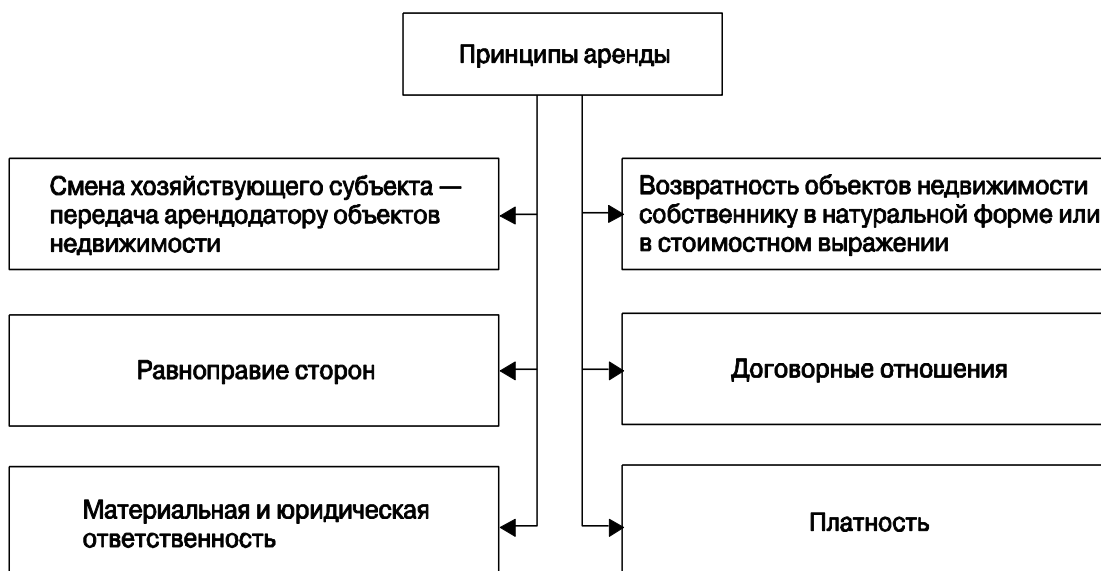 Принципы аренды
Смена хозяйствующего субъекта —
передача арендодатору объектов
недвижимости
Возвратность объектов недвижимости
собственнику в натуральной форме или
в стоимостном выражении
Равноправие сторон
Договорные отношения
Материальная и юридическая
ответственность
Платность